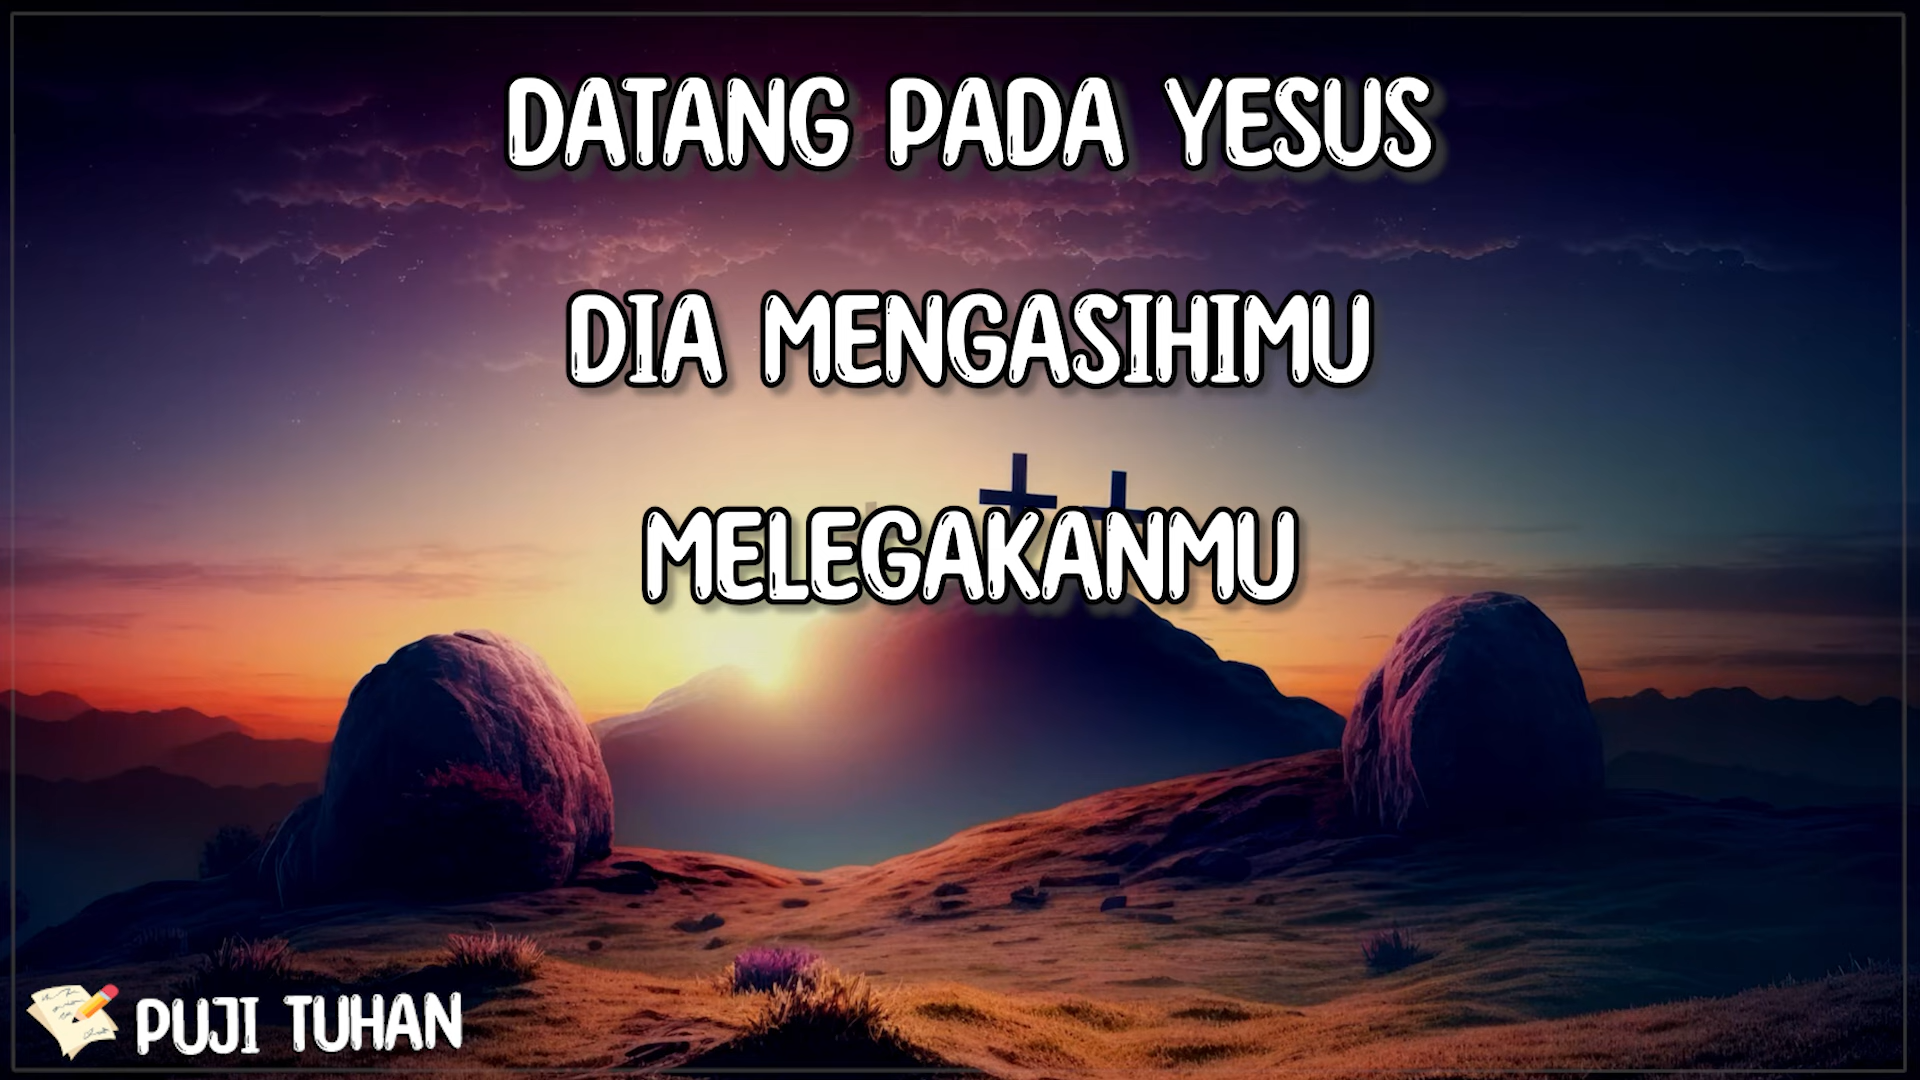 DATANG PADA YESUS
DIA MENGASIHIMU
MELEGAKANMU
PUJI TUHAN